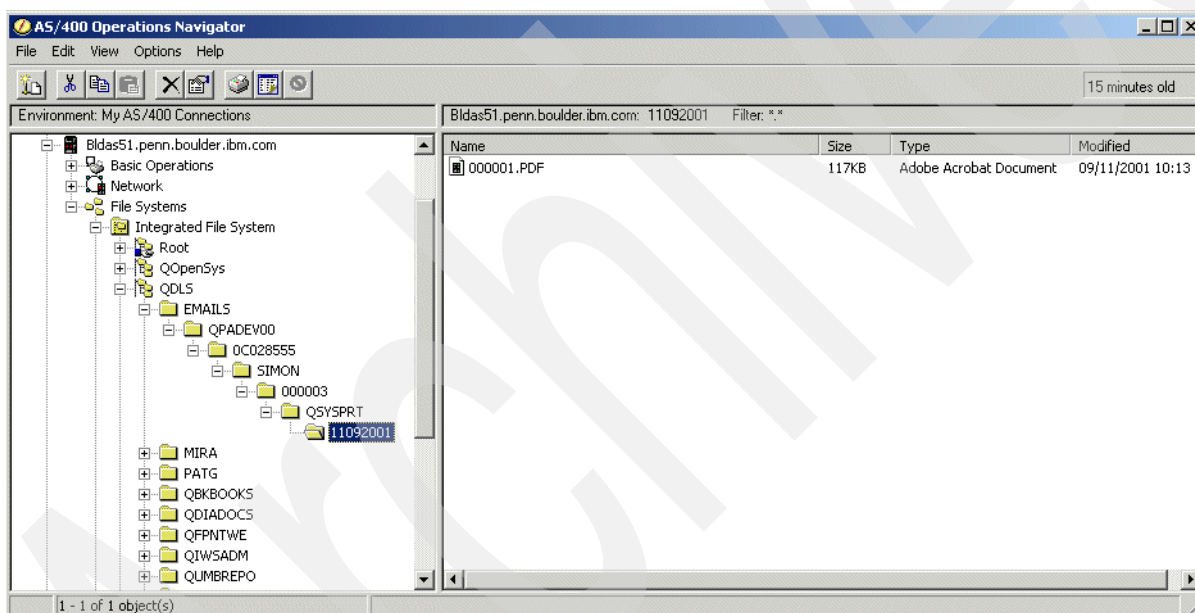 AS/400 Operations Navigator
File Edit View Options Help
15 minutes old
Environment: My AS/400 Connections
Bldas51.penn.boulder.ibm.com: 11092001 Filter: *.*
Name Size Type Modified
000001.PDF 117KB Adobe Acrobat Document 09/11/2001 10:13
Bldas51.penn.boulder.ibm.com
Basic Operations
Network
File Systems
Integrated File System
Root
QOpenSys
QDLS
EMAILS
QPADEV00
0C028555
SIMON
000003
QSYSPRT
11092001
MIRA
PATG
QBKBOOKS
QDIADOCS
QFPNTWE
QIWSADM
QUMBREPO
1 - 1 of 1 object(s)